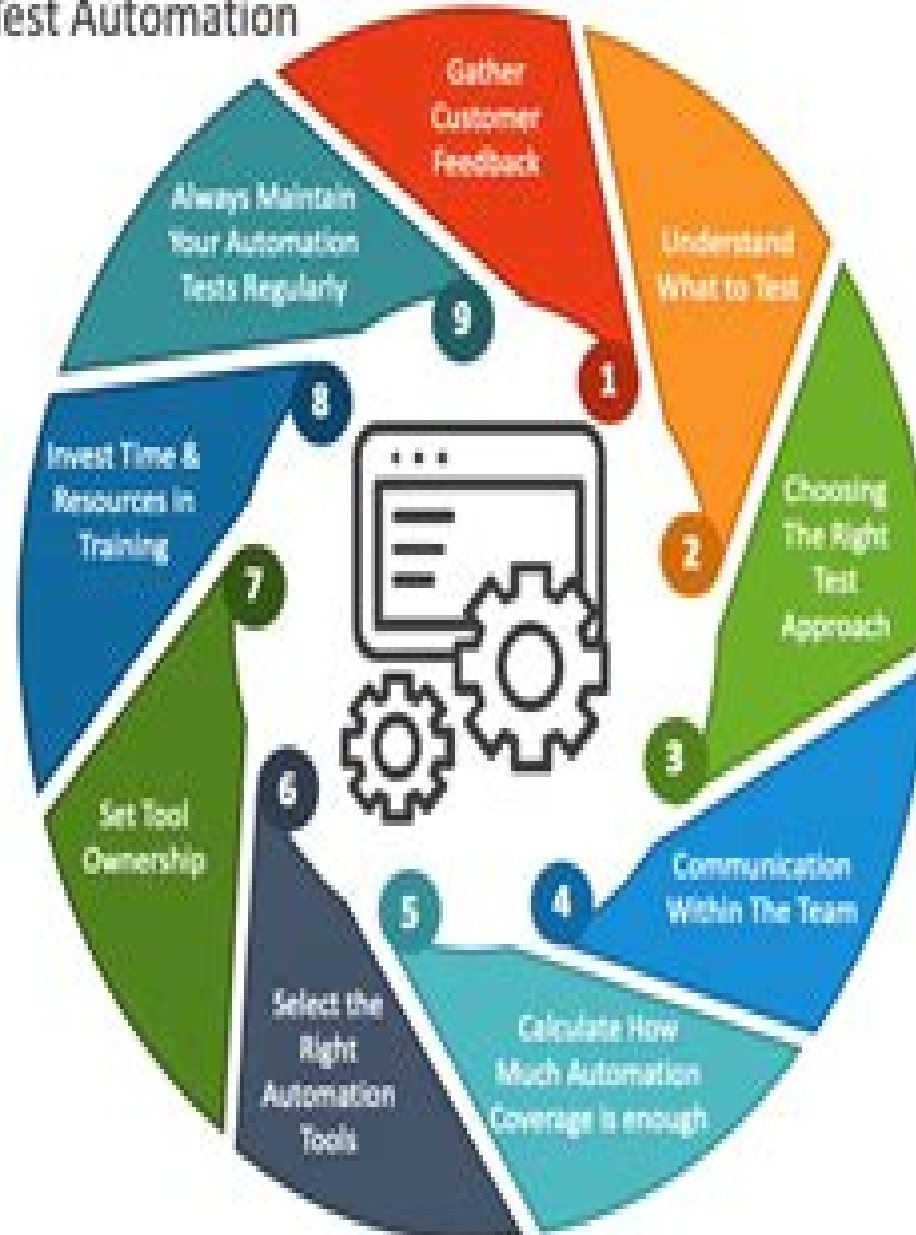 Test Automation
Gather
Customer
Feedback
1
Understand
What to Test
2
Choosing
The Right
Test
Approach
3
Communication
Within The Team
4
Calculate How
Much Automation
Coverage is enough
5
Select the
Right
Automation
Tools
6
Set Tool
Ownership
7
Invest Time &
Resources in
Training
8
Always Maintain
Your Automation
Tests Regularly
9